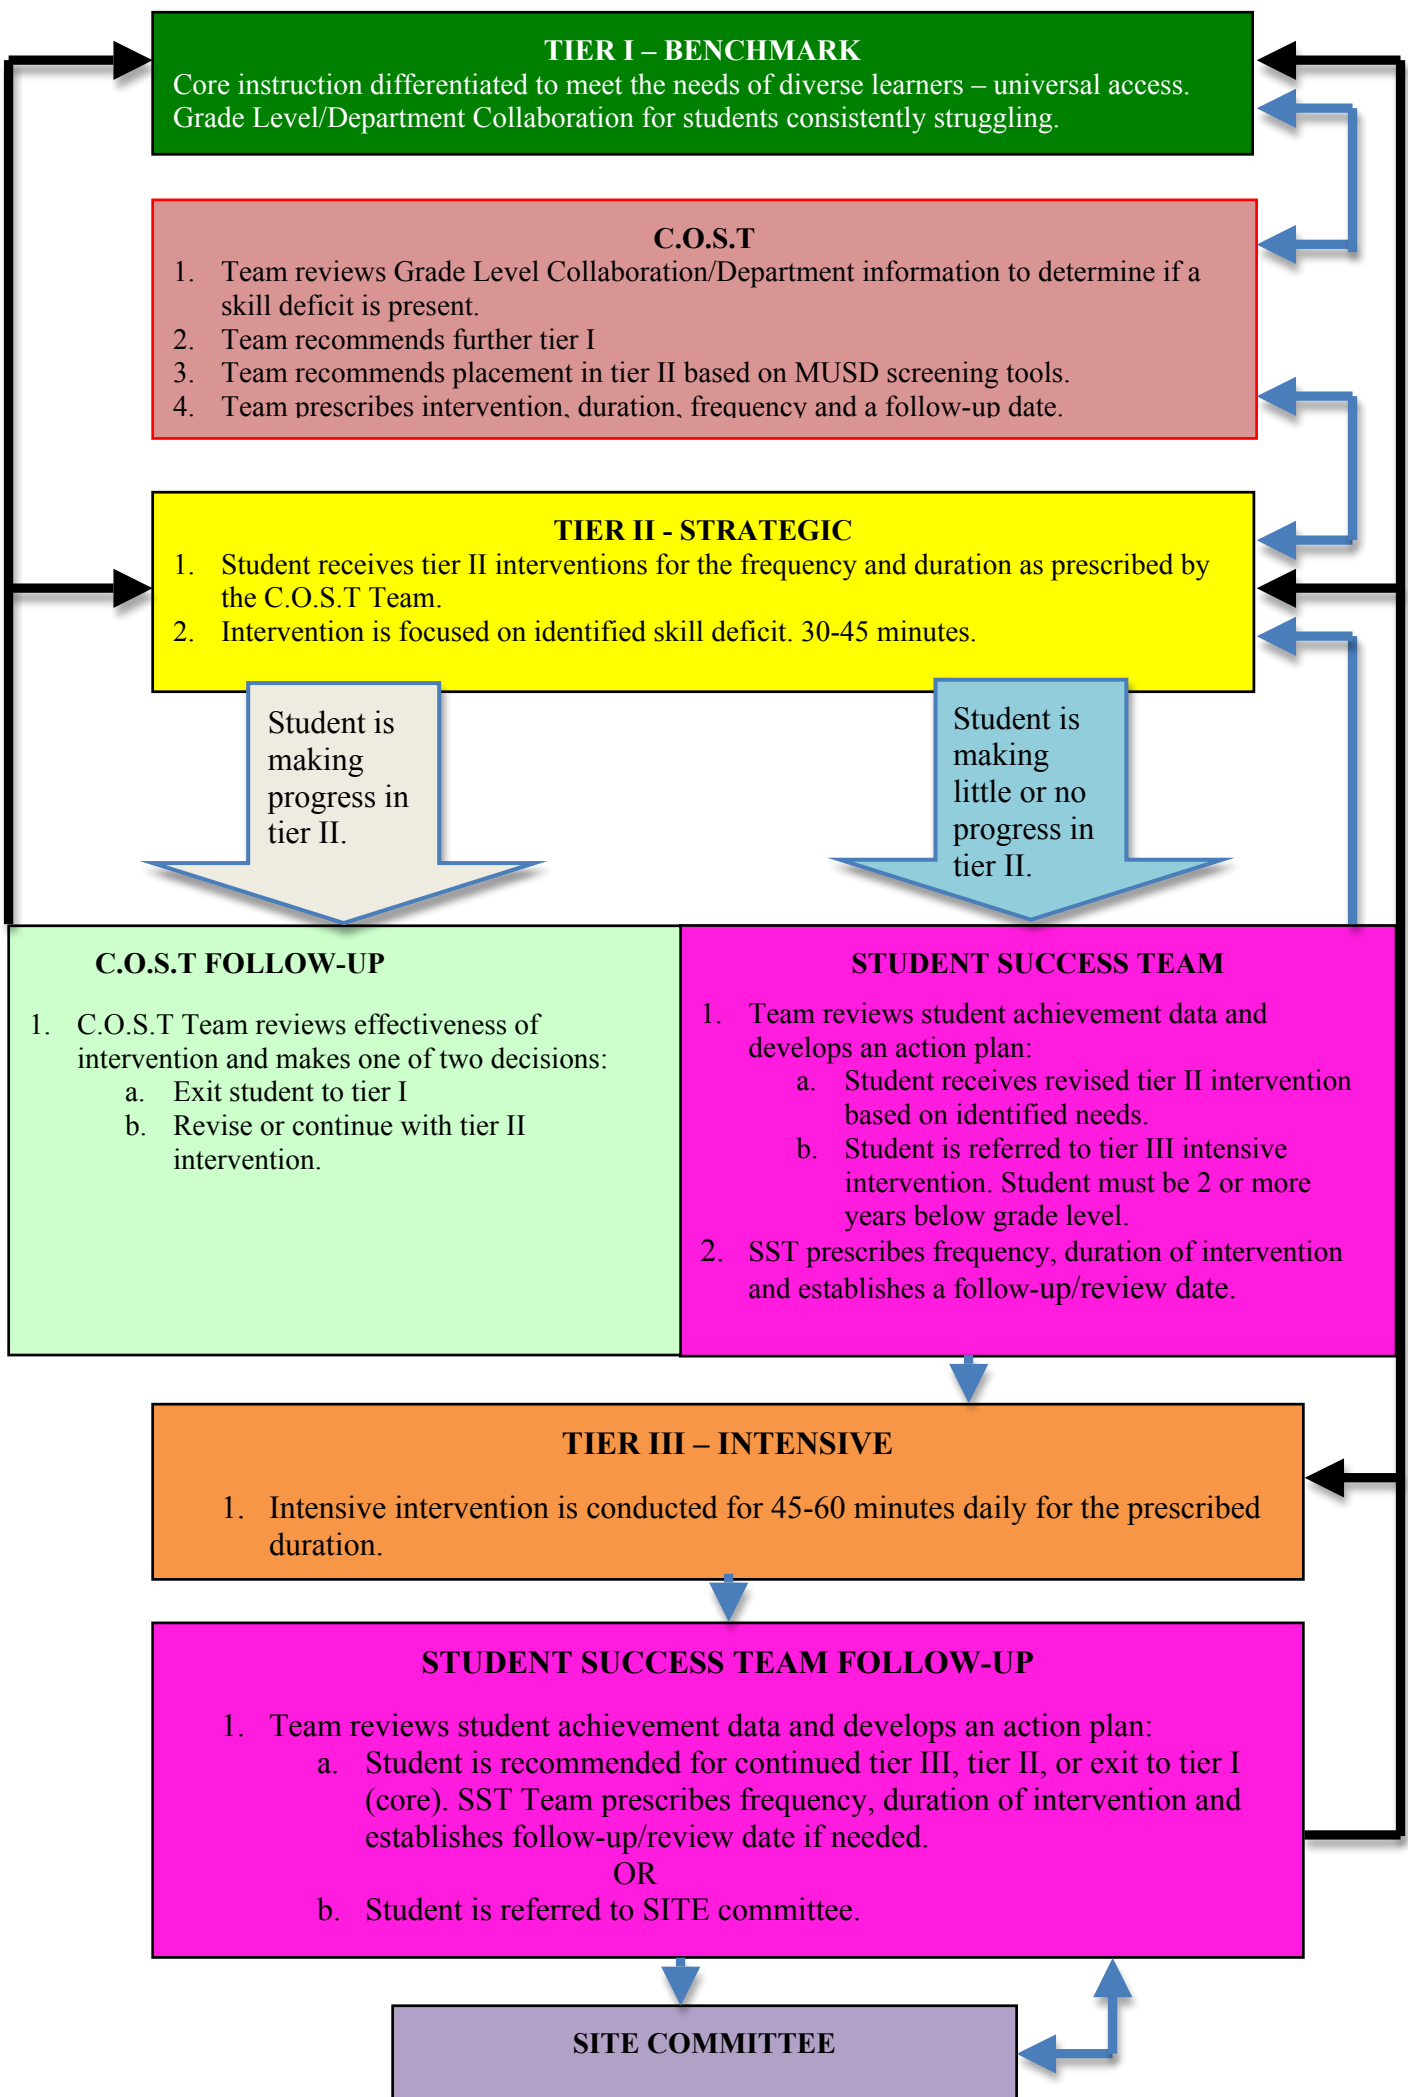 TIER I – BENCHMARK
Core instruction differentiated to meet the needs of diverse learners – universal access.
Grade Level/Department Collaboration for students consistently struggling.
C.O.S.T
1. Team reviews Grade Level Collaboration/Department information to determine if a
skill deficit is present.
2. Team recommends further tier I
3. Team recommends placement in tier II based on MUSD screening tools.
4. Team prescribes intervention, duration, frequency and a follow-up date.
TIER II - STRATEGIC
1. Student receives tier II interventions for the frequency and duration as prescribed by
the C.O.S.T Team.
2. Intervention is focused on identified skill deficit. 30-45 minutes.
Student is
making
progress in
tier II.
Student is
making
little or no
progress in
tier II.
C.O.S.T FOLLOW-UP
1. C.O.S.T Team reviews effectiveness of
intervention and makes one of two decisions:
a. Exit student to tier I
b. Revise or continue with tier II
intervention.
STUDENT SUCCESS TEAM
1. Team reviews student achievement data and
develops an action plan:
a. Student receives revised tier II intervention
based on identified needs.
b. Student is referred to tier III intensive
intervention. Student must be 2 or more
years below grade level.
2. SST prescribes frequency, duration of intervention
and establishes a follow-up/review date.
TIER III – INTENSIVE
1. Intensive intervention is conducted for 45-60 minutes daily for the prescribed
duration.
STUDENT SUCCESS TEAM FOLLOW-UP
1. Team reviews student achievement data and develops an action plan:
a. Student is recommended for continued tier III, tier II, or exit to tier I
(core). SST Team prescribes frequency, duration of intervention and
establishes follow-up/review date if needed.
OR
b. Student is referred to SITE committee.
SITE COMMITTEE